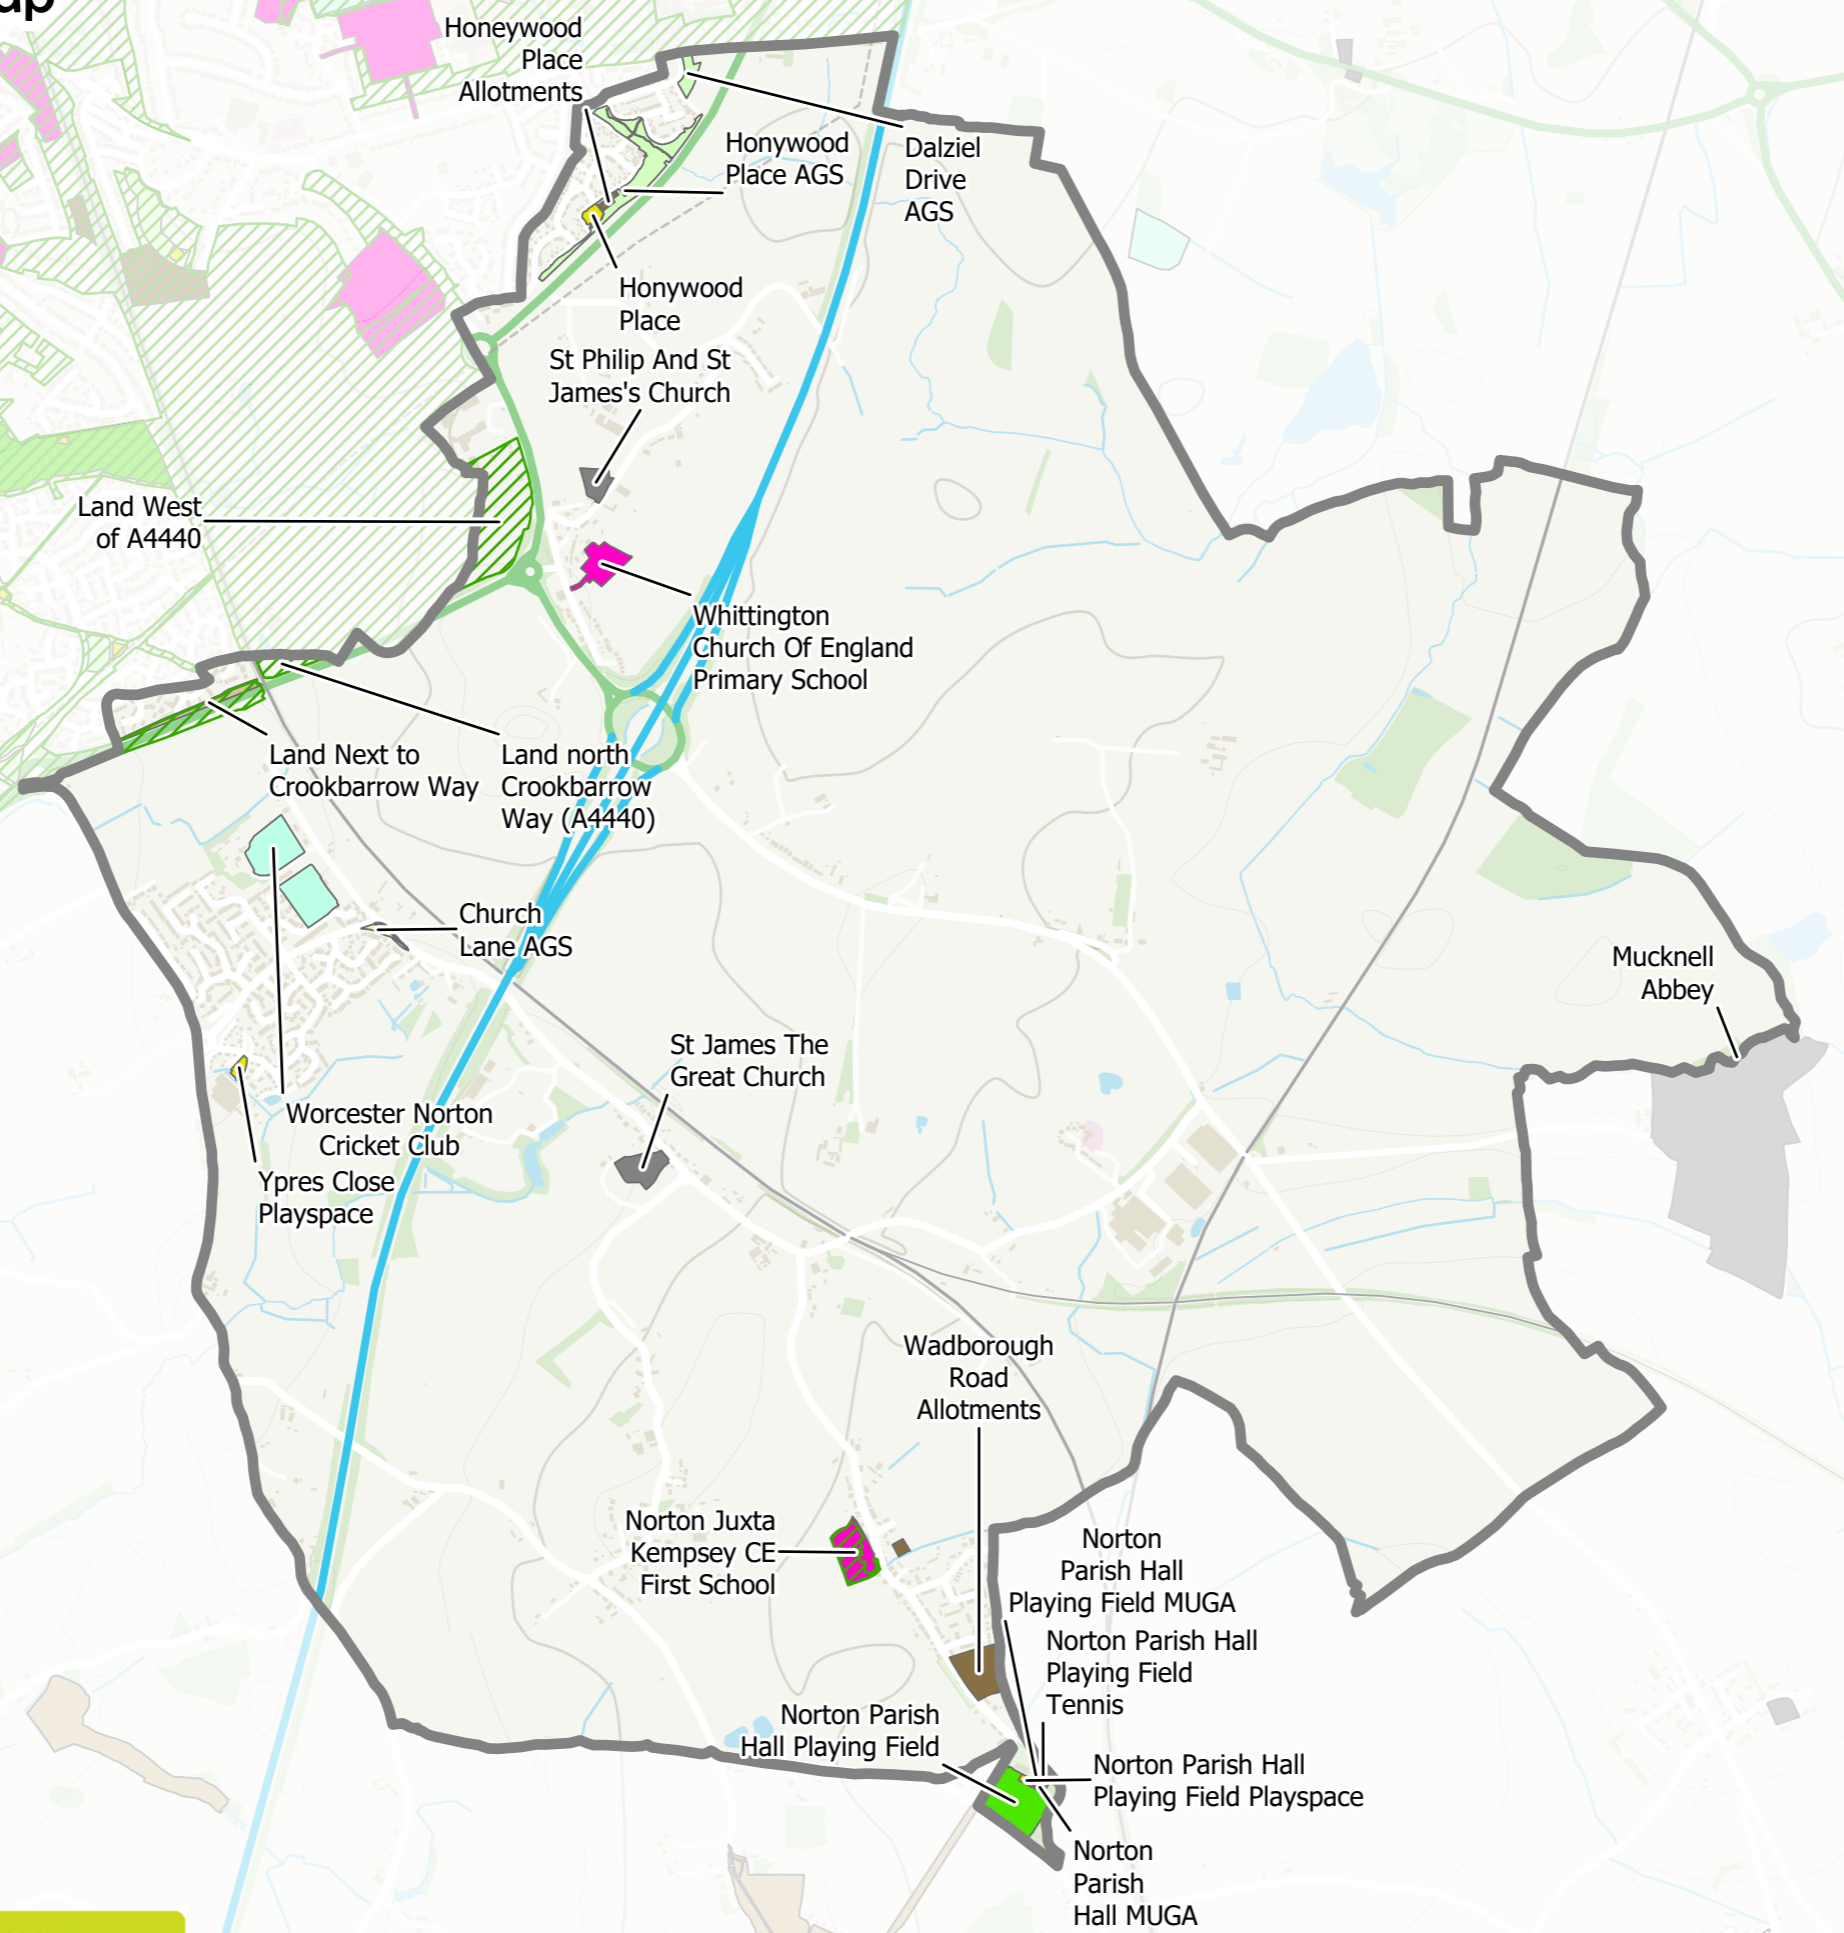 Honeywood
Place
Allotments
Honywood
Place AGS
Dalziel
Drive
AGS
Honywood
Place
St Philip And St
James's Church
Land West
of A4440
Whittington
Church Of England
Primary School
Land Next to
Crookbarrow Way
Land north
Crookbarrow
Way (A4440)
Church
Lane AGS
Mucknell
Abbey
St James The
Great Church
Worcester Norton
Cricket Club
Ypres Close
Playspace
Wadborough
Road
Allotments
Norton Juxta
Kempsey CE
First School
Norton
Parish Hall
Playing Field MUGA
Norton Parish Hall
Playing Field
Tennis
Norton Parish
Hall Playing Field
Norton Parish Hall
Playing Field Playspace
Norton
Parish
Hall MUGA